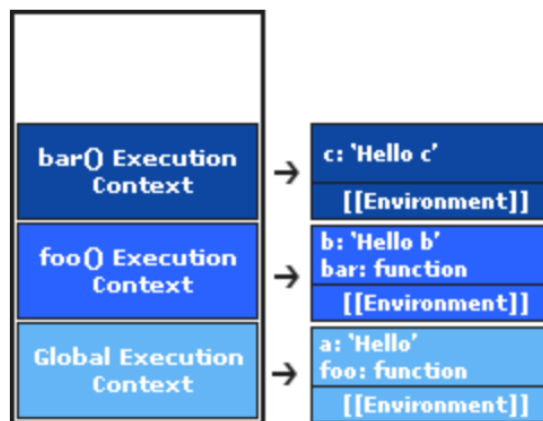 bar() Execution
Context
→
c: 'Hello c'
[[Environment]]
foo() Execution
Context
→
b: 'Hello b'
bar: function
[[Environment]]
Global Execution
Context
→
a: 'Hello'
foo: function
[[Environment]]